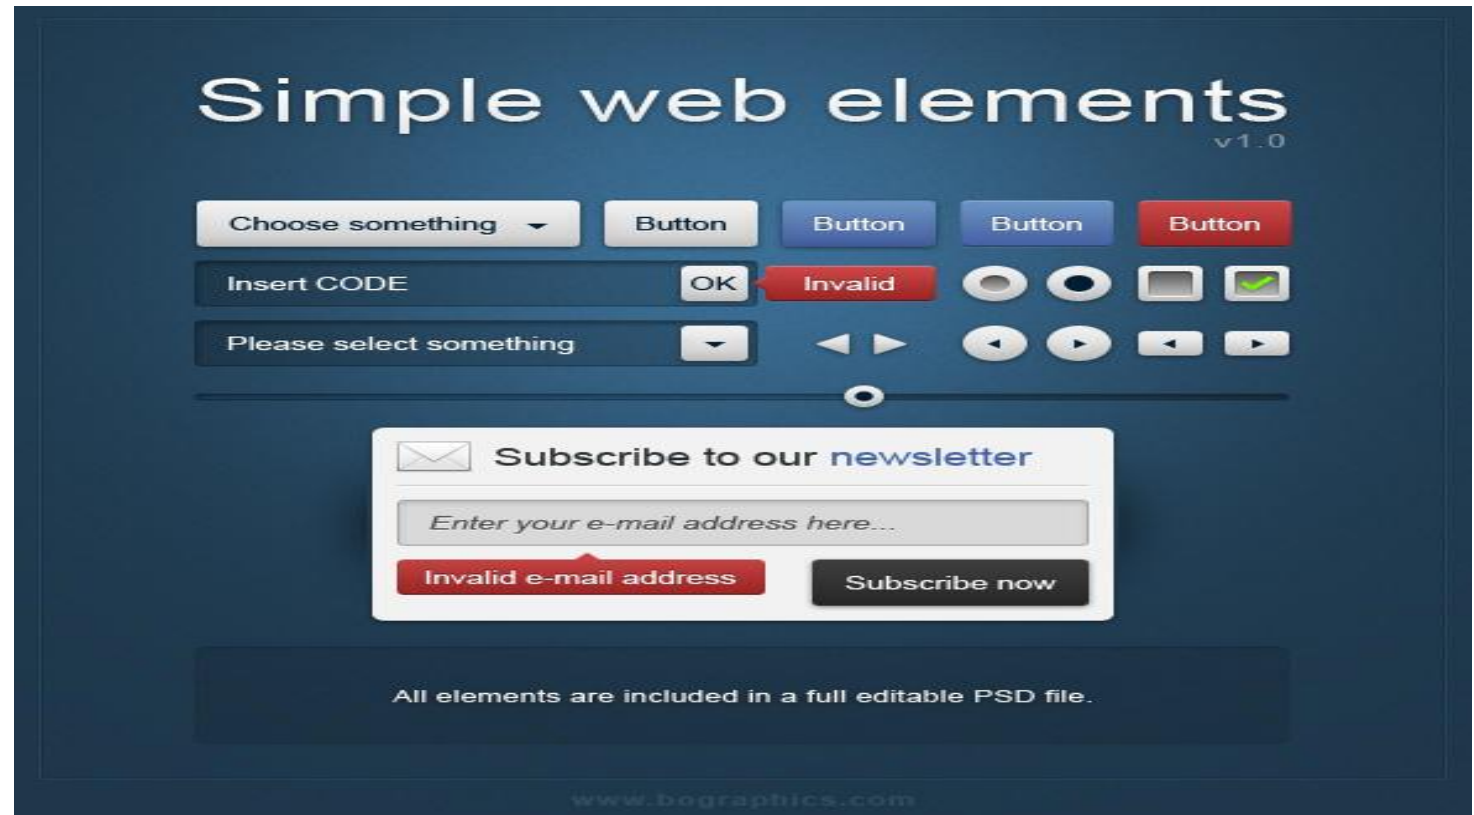 Simple web elements
v1.0
Choose something
Button
Button
Button
Button
Insert CODE
OK
Invalid
Please select something
Subscribe to our newsletter
Enter your e-mail address here...
Invalid e-mail address
Subscribe now
All elements are included in a full editable PSD file.
www.bographics.com